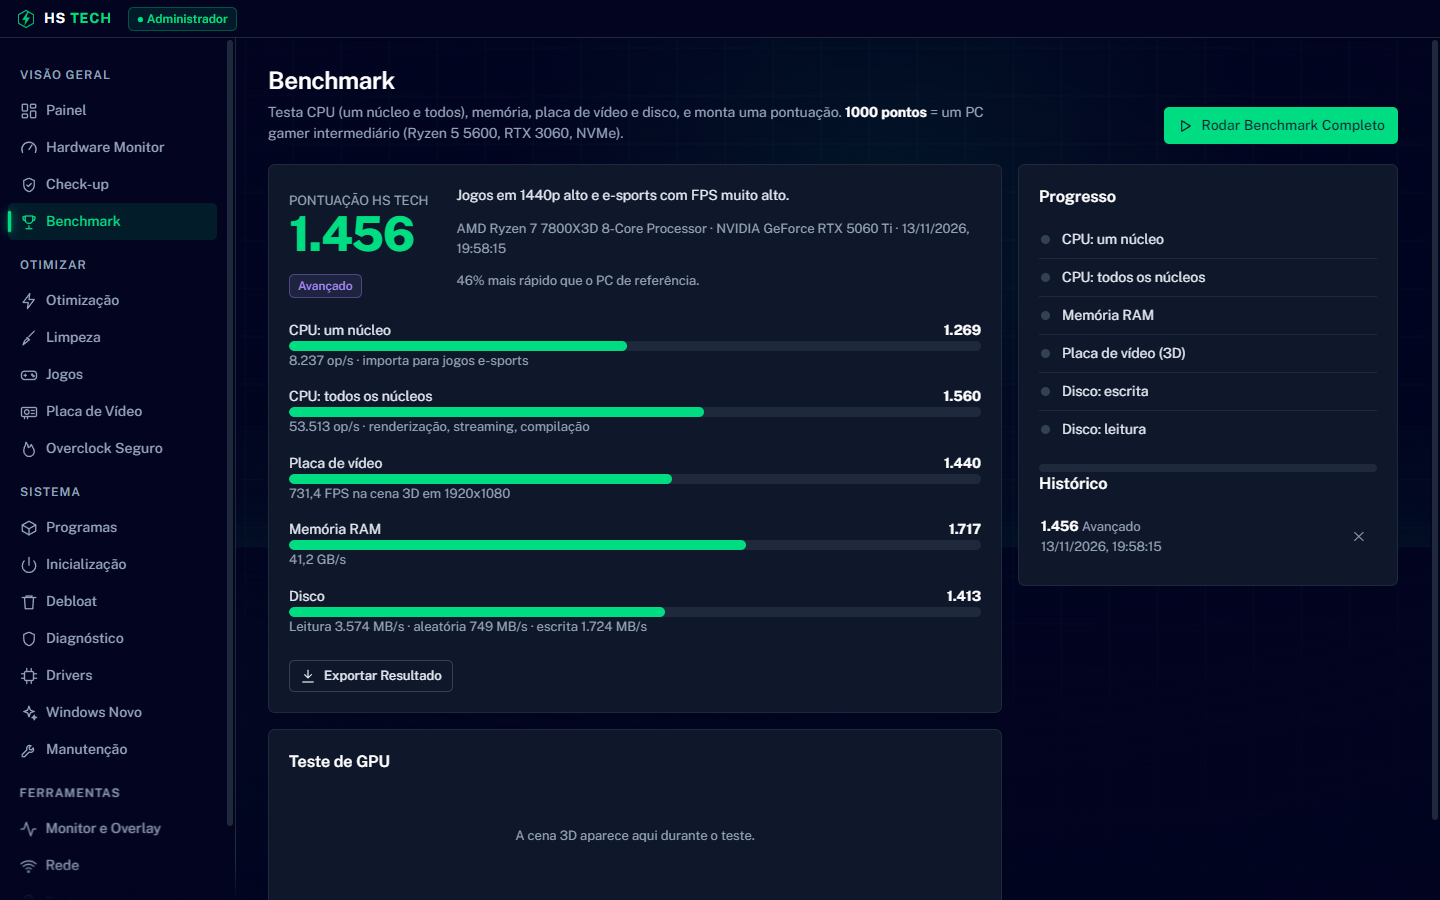 HS TECH
Administrador
VISÃO GERAL
Painel
Hardware Monitor
Check-up
Benchmark
OTIMIZAR
Otimização
Limpeza
Jogos
Placa de Vídeo
Overclock Seguro
SISTEMA
Programas
Inicialização
Debloat
Diagnóstico
Drivers
Windows Novo
Manutenção
FERRAMENTAS
Monitor e Overlay
Rede
Benchmark
Testa CPU (um núcleo e todos), memória, placa de vídeo e disco, e monta uma pontuação. 1000 pontos = um PC
gamer intermediário (Ryzen 5 5600, RTX 3060, NVMe).
Rodar Benchmark Completo
PONTUAÇÃO HS TECH
1.456
Avançado
Jogos em 1440p alto e e-sports com FPS muito alto.
AMD Ryzen 7 7800X3D 8-Core Processor · NVIDIA GeForce RTX 5060 Ti · 13/11/2026,
19:58:15
46% mais rápido que o PC de referência.
CPU: um núcleo 1.269
8.237 op/s · importa para jogos e-sports
CPU: todos os núcleos 1.560
53.513 op/s · renderização, streaming, compilação
Placa de vídeo 1.440
731,4 FPS na cena 3D em 1920x1080
Memória RAM 1.717
41,2 GB/s
Disco 1.413
Leitura 3.574 MB/s · aleatória 749 MB/s · escrita 1.724 MB/s
Exportar Resultado
Teste de GPU
A cena 3D aparece aqui durante o teste.
Progresso
CPU: um núcleo
CPU: todos os núcleos
Memória RAM
Placa de vídeo (3D)
Disco: escrita
Disco: leitura
Histórico
1.456 Avançado
13/11/2026, 19:58:15